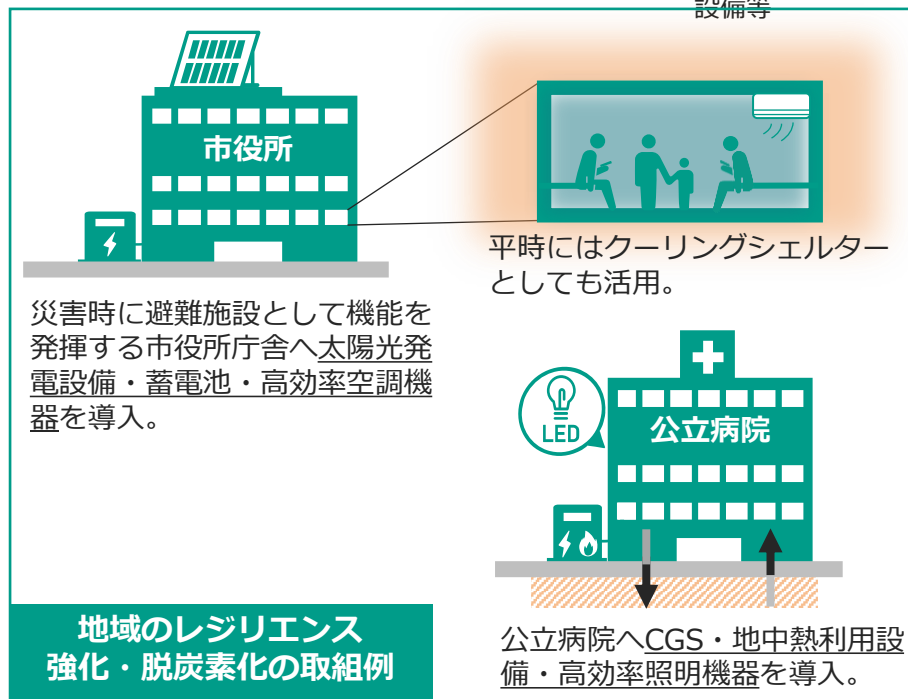 設備等
市役所
平時にはクーリングシェルター
としても活用。
災害時に避難施設として機能を
発揮する市役所庁舎へ太陽光発
電設備・蓄電池・高効率空調機
器を導入。
LED
公立病院
公立病院へCGS・地中熱利用設
備・高効率照明機器を導入。
地域のレジリエンス
強化・脱炭素化の取組例